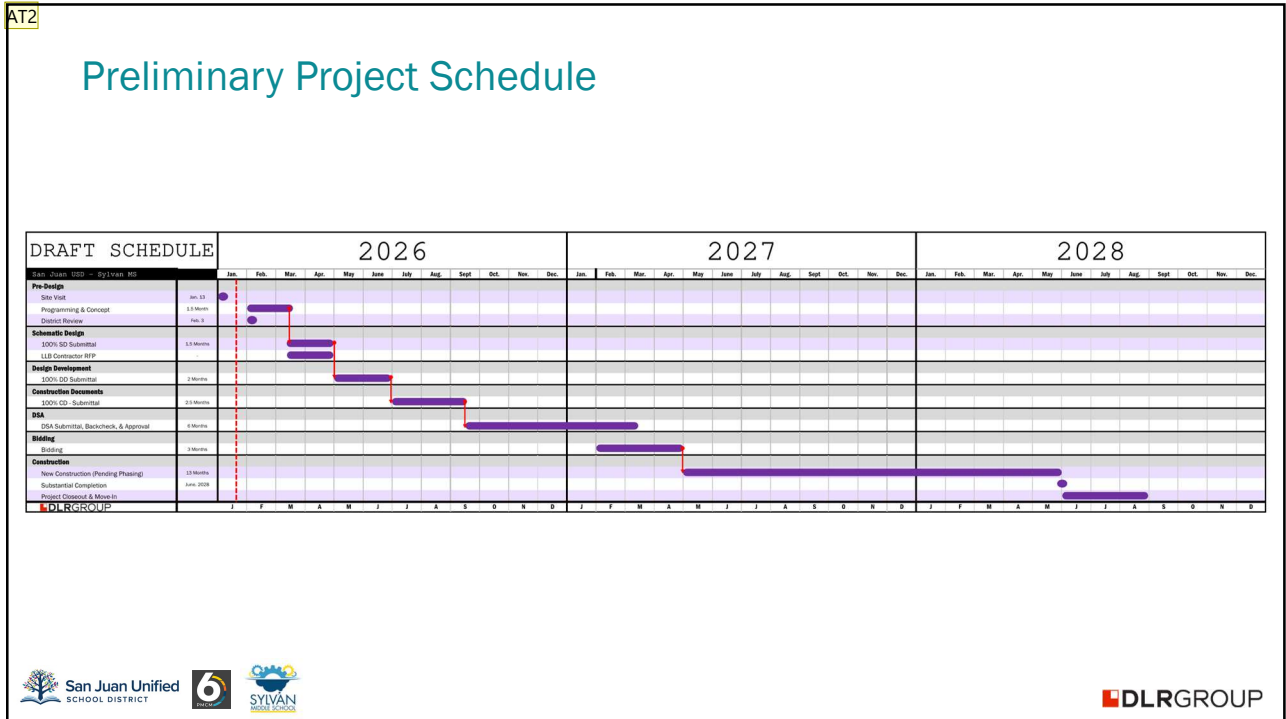 AT2
Preliminary Project Schedule
DRAFT SCHEDULE 2026 2027 2028
San Juan USD - Sylvan MS Jan. Feb. Mar. Apr. May June July Aug. Sept Oct. Nov. Dec. Jan. Feb. Mar. Apr. May June July Aug. Sept Oct. Nov. Dec. Jan. Feb. Mar. Apr. May June July Aug. Sept Oct. Nov. Dec.
Pre-Design
Site Visit Jan. 13
Programming & Concept 1.5 Month
District Review Feb. 3
Schematic Design
100% SD Submittal 1.5 Months
LLB Contractor RFP -
Design Development
100% DD Submittal 2 Months
Construction Documents
100% CD - Submittal 2.5 Months
DSA
DSA Submittal, Backcheck, & Approval 6 Months
Bidding
Bidding 3 Months
Construction
New Construction (Pending Phasing) 13 Months
Substantial Completion June. 2028
Project Closeout & Move-In
DLRGROUP J F M A M J J A S O N D J F M A M J J A S O N D J F M A M J J A S O N D
San Juan Unified
SCHOOL DISTRICT
6
PMCM
SYLVAN
MIDDLE SCHOOL
DLRGROUP